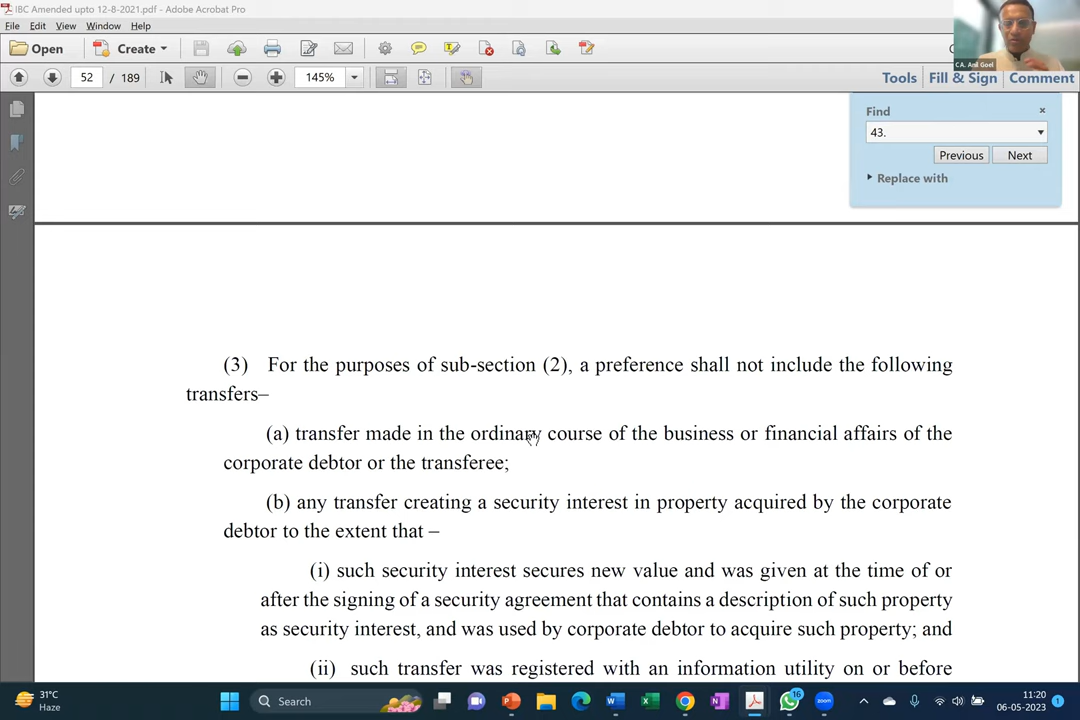 IBC Amended upto 12-8-2021.pdf - Adobe Acrobat Pro
File Edit View Window Help
Open Create
52 / 189 145% Tools Fill & Sign Comment
C.A. Anil Goel
Find
43.
Previous Next
Replace with
(3) For the purposes of sub-section (2), a preference shall not include the following
transfers–
(a) transfer made in the ordinary course of the business or financial affairs of the
corporate debtor or the transferee;
(b) any transfer creating a security interest in property acquired by the corporate
debtor to the extent that –
(i) such security interest secures new value and was given at the time of or
after the signing of a security agreement that contains a description of such property
as security interest, and was used by corporate debtor to acquire such property; and
(ii) such transfer was registered with an information utility on or before
31°C
Haze
Search
16
zoom
11:20
06-05-2023
1